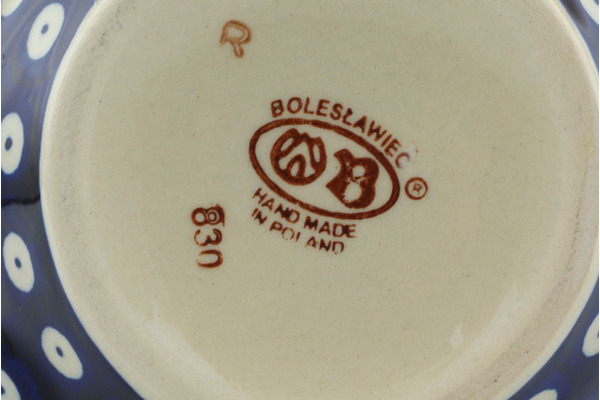 R
BOLESŁAWIEC
B ®
HAND MADE
IN POLAND
830